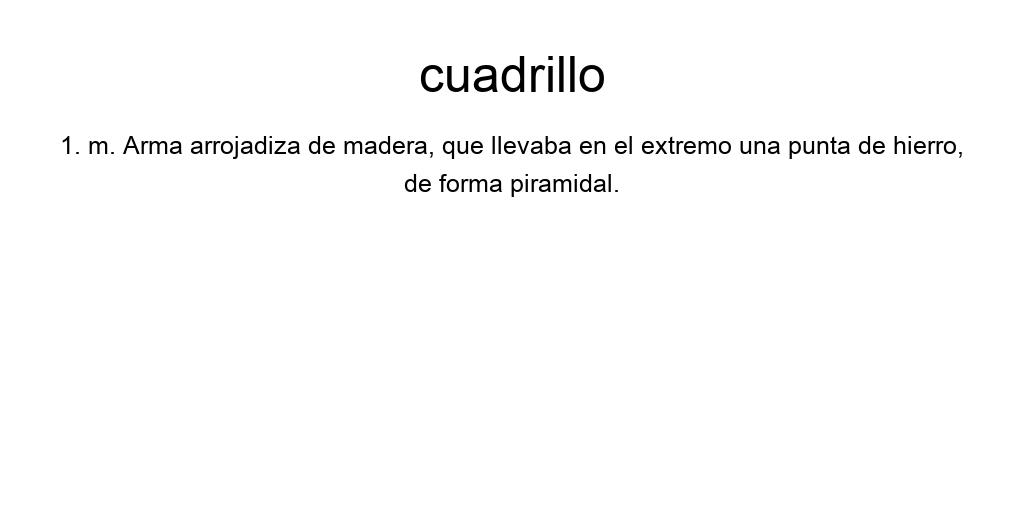 cuadrillo
1. m. Arma arrojadiza de madera, que llevaba en el extremo una punta de hierro,
de forma piramidal.